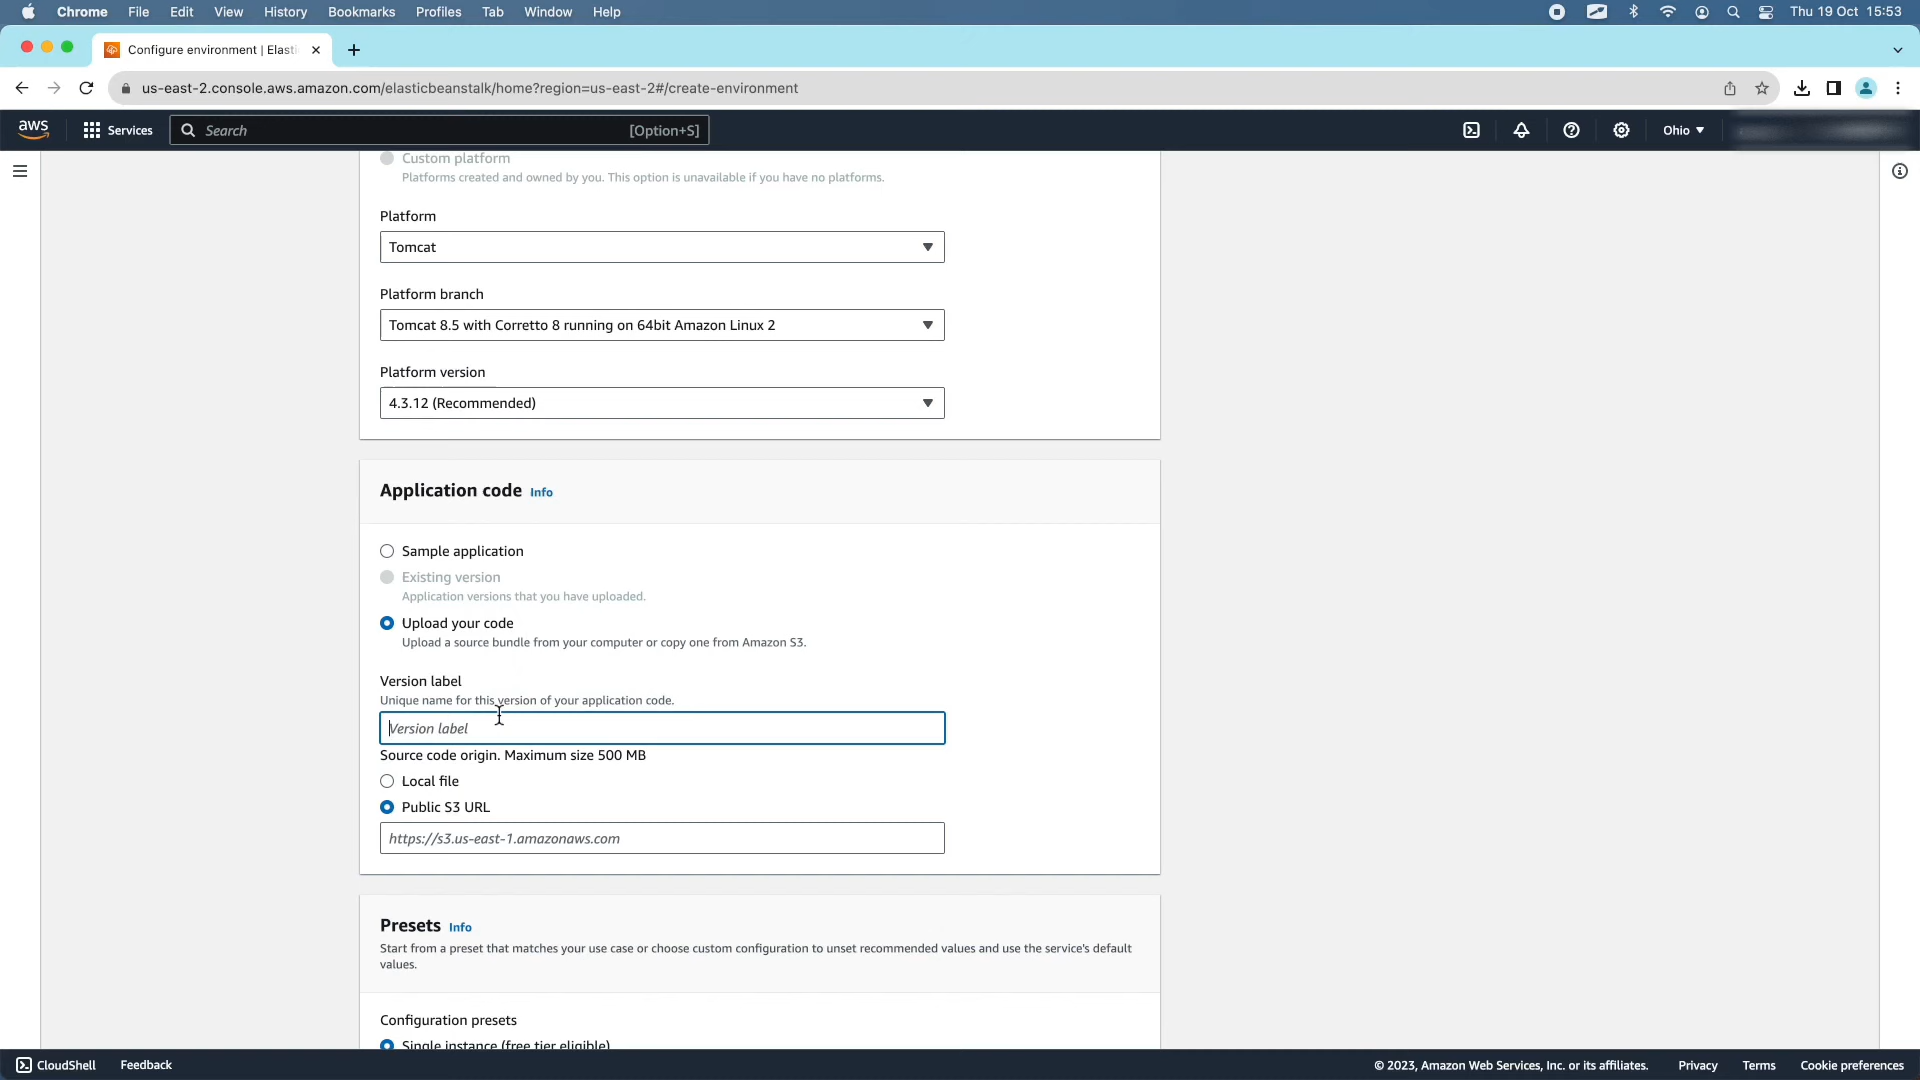 Chrome File Edit View History Bookmarks Profiles Tab Window Help Thu 19 Oct 15:53
Configure environment | Elasti
us-east-2.console.aws.amazon.com/elasticbeanstalk/home?region=us-east-2#/create-environment
aws Services Search [Option+S] Ohio
Custom platform
Platforms created and owned by you. This option is unavailable if you have no platforms.
Platform
Tomcat
Platform branch
Tomcat 8.5 with Corretto 8 running on 64bit Amazon Linux 2
Platform version
4.3.12 (Recommended)
Application code Info
Sample application
Existing version
Application versions that you have uploaded.
Upload your code
Upload a source bundle from your computer or copy one from Amazon S3.
Version label
Unique name for this version of your application code.
Version label
Source code origin. Maximum size 500 MB
Local file
Public S3 URL
https://s3.us-east-1.amazonaws.com
Presets Info
Start from a preset that matches your use case or choose custom configuration to unset recommended values and use the service's default
values.
Configuration presets
Single instance (free tier eligible)
CloudShell Feedback © 2023, Amazon Web Services, Inc. or its affiliates. Privacy Terms Cookie preferences